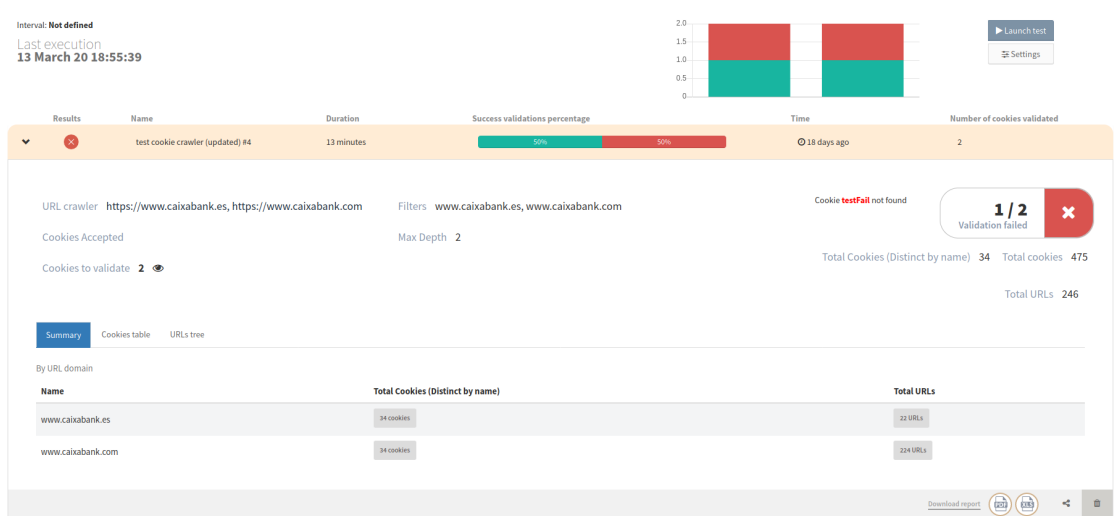 Interval: Not defined
Last execution
13 March 20 18:55:39
2.0
1.5
1.0
0.5
0
Launch test
Settings
Results Name Duration Success validations percentage Time Number of cookies validated
test cookie crawler (updated) #4 13 minutes 50% 50% 18 days ago 2
URL crawler https://www.caixabank.es, https://www.caixabank.com Filters www.caixabank.es, www.caixabank.com
Cookie testFail not found
1 / 2
Validation failed
Cookies Accepted Max Depth 2
Total Cookies (Distinct by name) 34 Total cookies 475
Cookies to validate 2
Total URLs 246
Summary Cookies table URLs tree
By URL domain
Name Total Cookies (Distinct by name) Total URLs
www.caixabank.es 34 cookies 22 URLs
www.caixabank.com 34 cookies 224 URLs
Download report PDF XLS